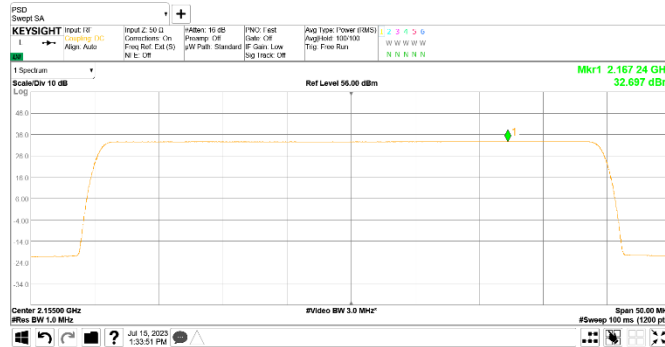 PSD
Swept SA
+
KEYSIGHT Input: RF Input Z: 50 Ω #Atten: 16 dB PNO: Fast Avg Type: Power (RMS) 1 2 3 4 5 6
1 Coupling: DC Corrections: On Preamp: Off Gate: Off Avg|Hold: 100/100 W W W W W
Align: Auto Freq Ref: Ext (S) µW Path: Standard IF Gain: Low Trig: Free Run
NFE: Off Sig Track: Off N N N N N
1 Spectrum
Mkr1 2.167 24 GH
Scale/Div 10 dB Ref Level 56.00 dBm 32.697 dBr
Log
46.0
36.0
1
26.0
16.0
6.00
-4.00
-14.0
-24.0
-34.0
Center 2.15500 GHz #Video BW 3.0 MHz* Span 50.00 MH
#Res BW 1.0 MHz #Sweep 100 ms (1200 pt
? Jul 15, 2023
1:33:51 PM